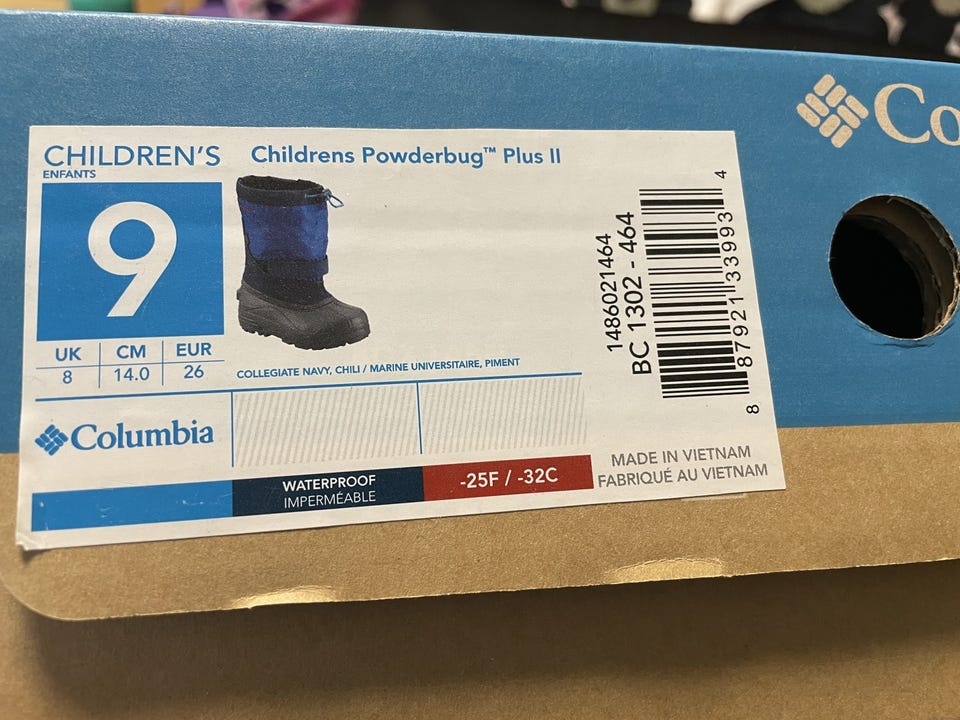 Co
CHILDREN'S
ENFANTS
Childrens Powderbug™ Plus II
9
UK CM EUR
8 14.0 26
COLLEGIATE NAVY, CHILI / MARINE UNIVERSITAIRE, PIMENT
Columbia
WATERPROOF
IMPERMÉABLE
-25F / -32C
MADE IN VIETNAM
FABRIQUÉ AU VIETNAM
1486021464
BC 1302 - 464
8 87921 33993 4